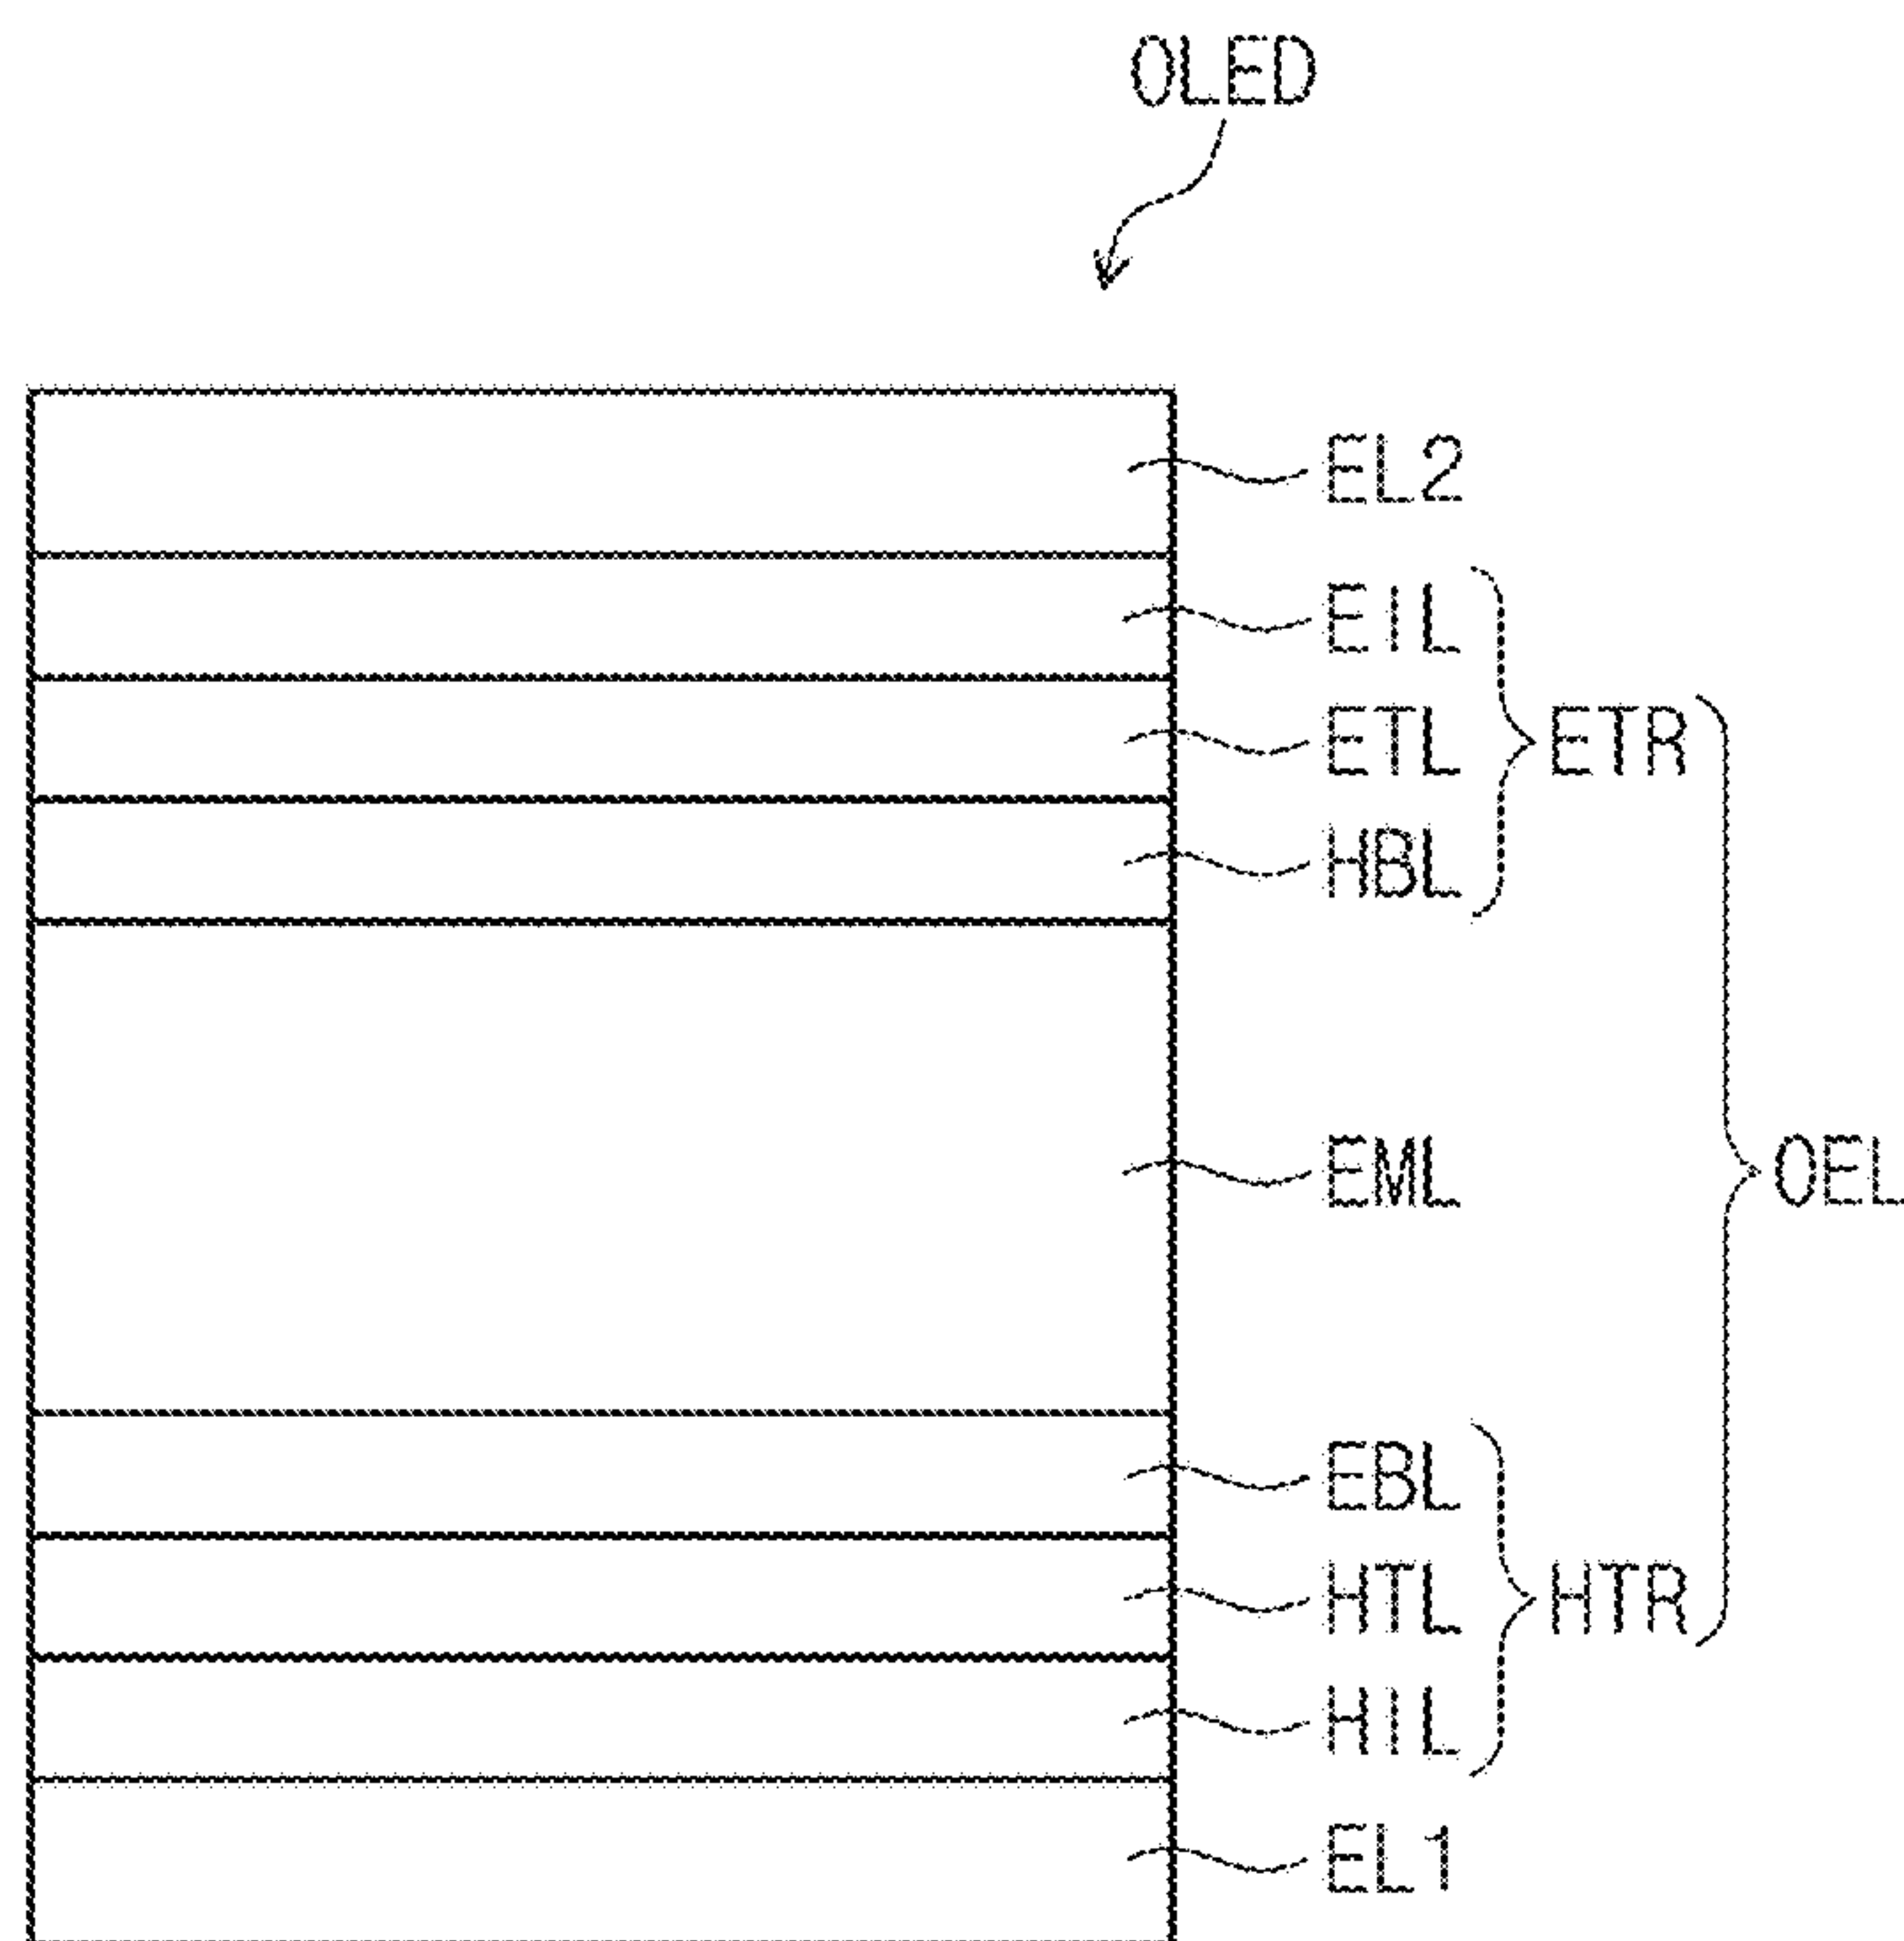 OLED
EL2
EIL
ETL ETR
HBL
EML OEL
EBL
HTL HTR
HIL
EL1